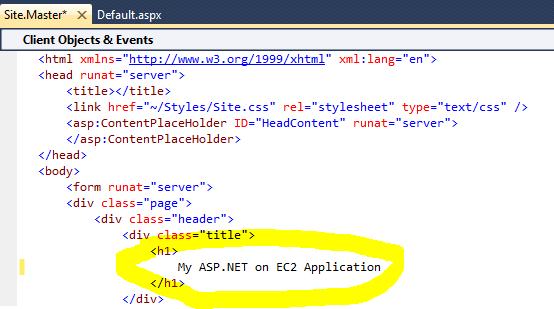 Site.Master* X Default.aspx
Client Objects & Events
<html xmlns="http://www.w3.org/1999/xhtml" xml:lang="en">
<head runat="server">
<title></title>
<link href="~/Styles/Site.css" rel="stylesheet" type="text/css" />
<asp:ContentPlaceHolder ID="HeadContent" runat="server">
</asp:ContentPlaceHolder>
</head>
<body>
<form runat="server">
<div class="page">
<div class="header">
<div class="title">
<h1>
My ASP.NET on EC2 Application
</h1>
</div>